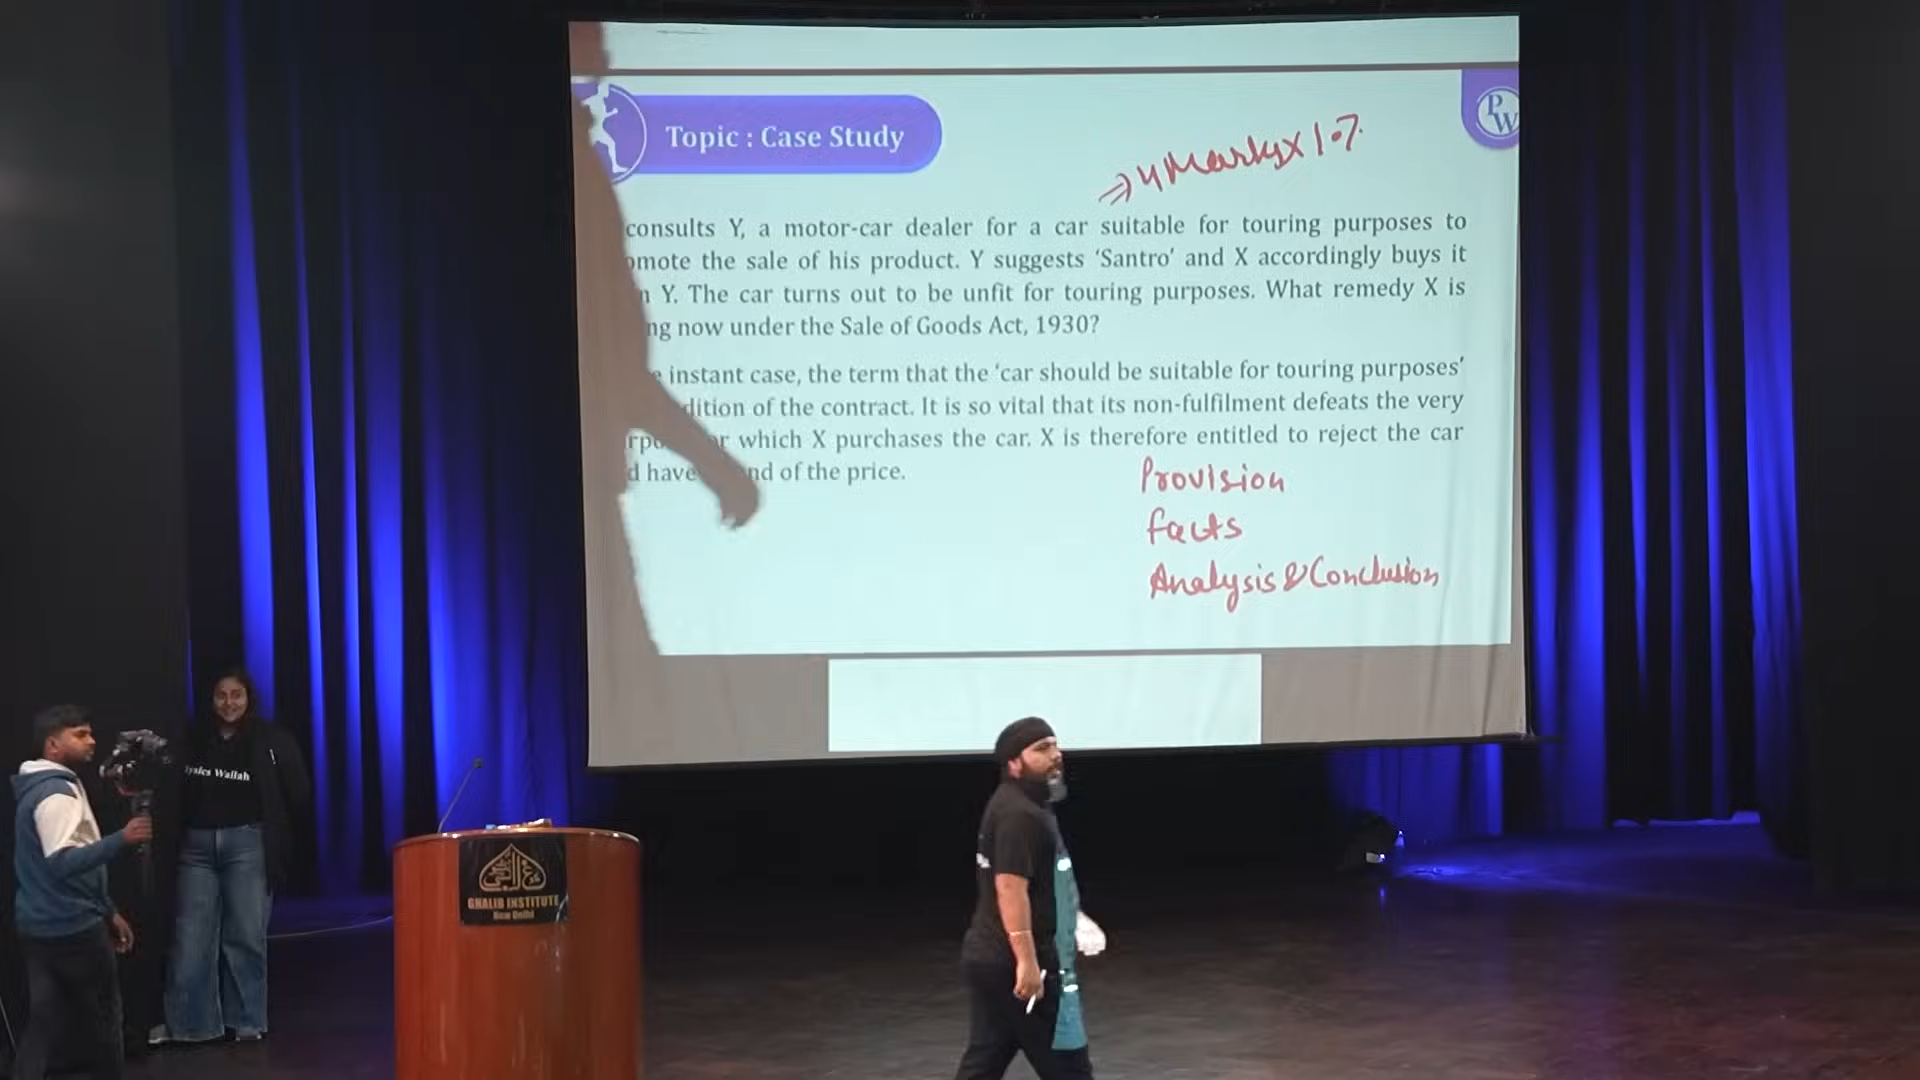 Topic : Case Study
PW
⇒ 4 Marks x 1.7.
consults Y, a motor-car dealer for a car suitable for touring purposes to
omote the sale of his product. Y suggests ‘Santro’ and X accordingly buys it
Y. The car turns out to be unfit for touring purposes. What remedy X is
ng now under the Sale of Goods Act, 1930?
instant case, the term that the ‘car should be suitable for touring purposes’
dition of the contract. It is so vital that its non-fulfilment defeats the very
which X purchases the car. X is therefore entitled to reject the car
d have nd of the price.
Provision
facts
Analysis & Conclusion
ysics Wallah
GHALIB INSTITUTE
New Delhi